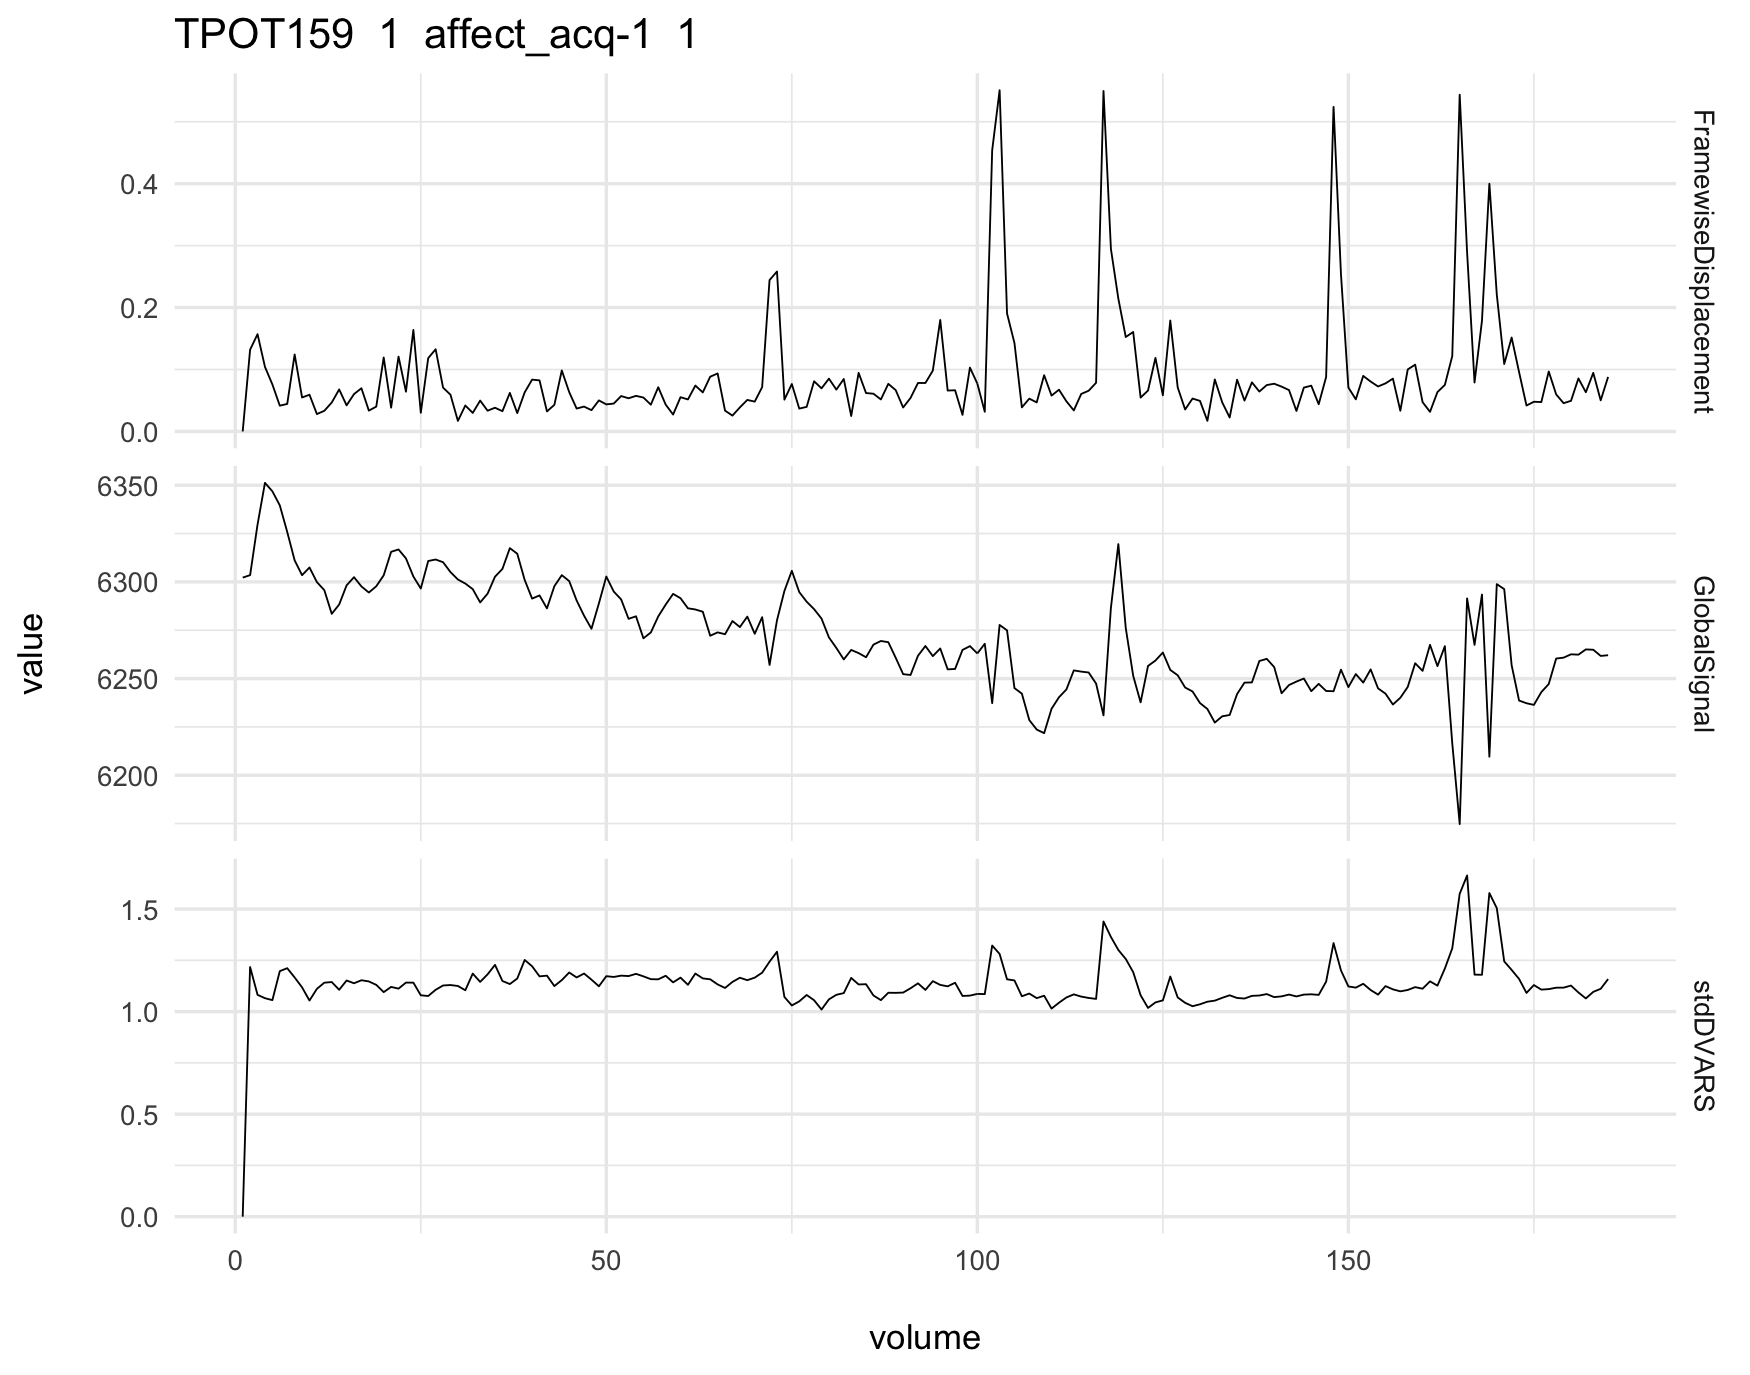 TPOT159 1 affect_acq-1 1
0.4
0.2
0.0
FramewiseDisplacement
6350
6300
6250
6200
GlobalSignal
1.5
1.0
0.5
0.0
stdDVARS
value
0 50 100 150
volume